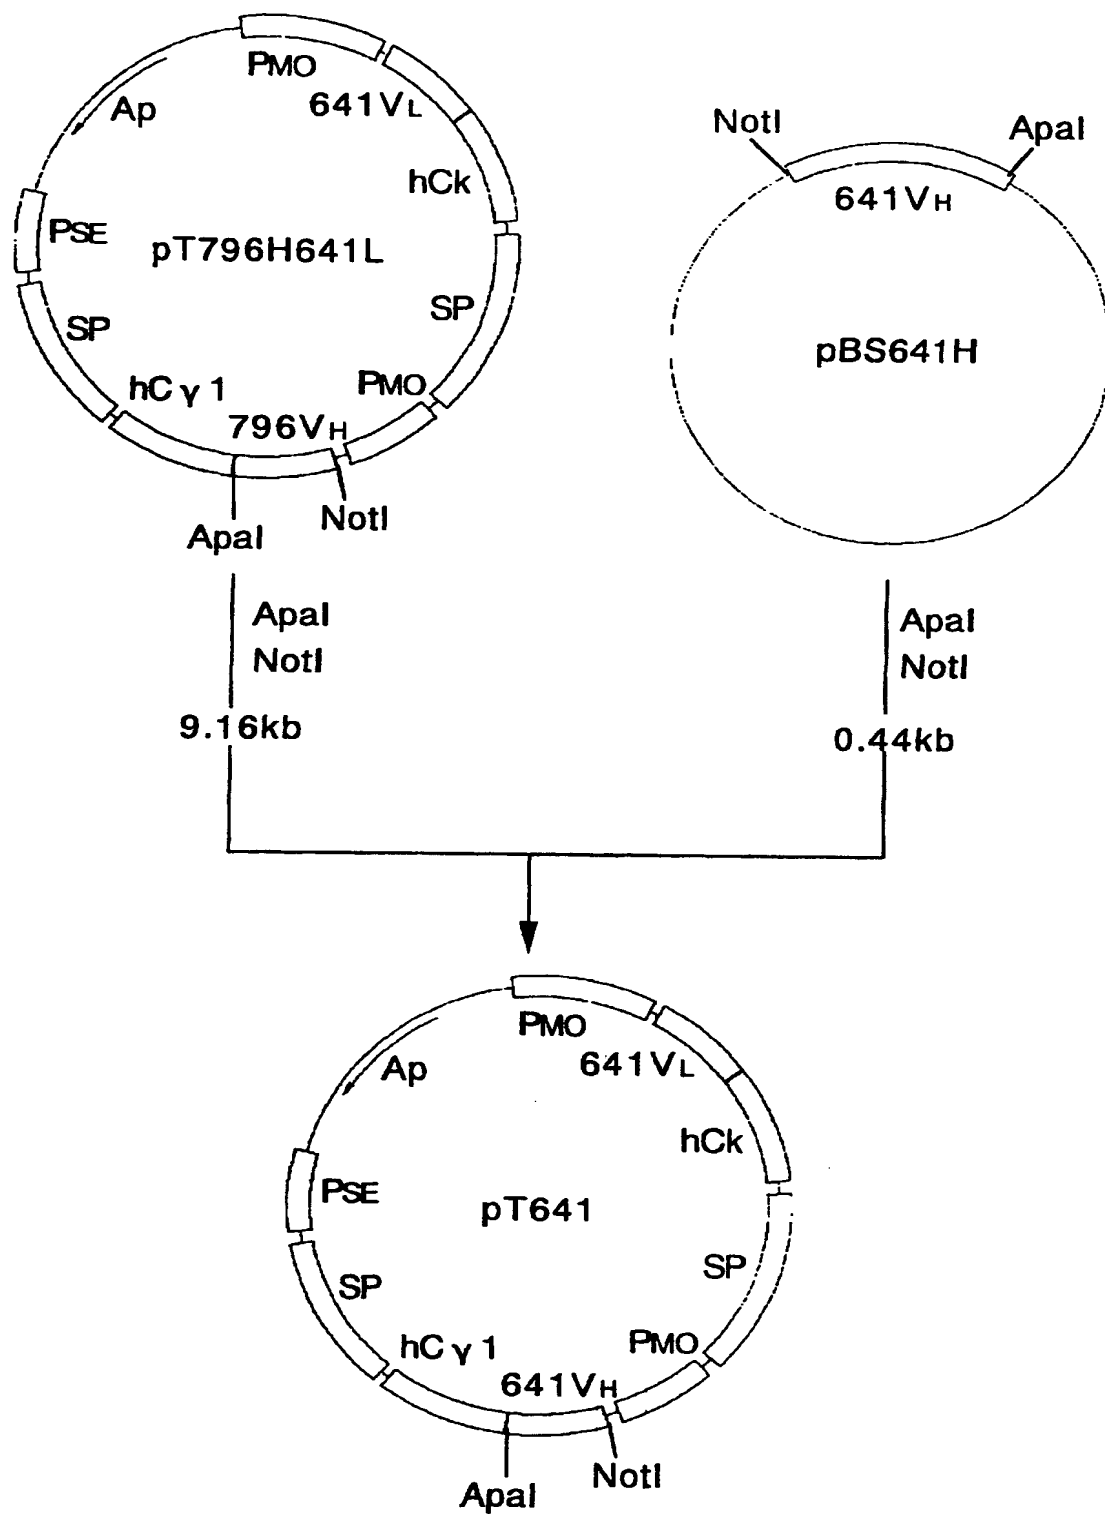 PMO
641VL
Ap
hCk
PSE
pT796H641L
SP
SP
hCγ1
PMO
796VH
NotI
ApaI
NotI
ApaI
641VH
pBS641H
ApaI
NotI
9.16kb
ApaI
NotI
0.44kb
PMO
641VL
Ap
hCk
PSE
pT641
SP
SP
PMO
hCγ1
641VH
NotI
ApaI